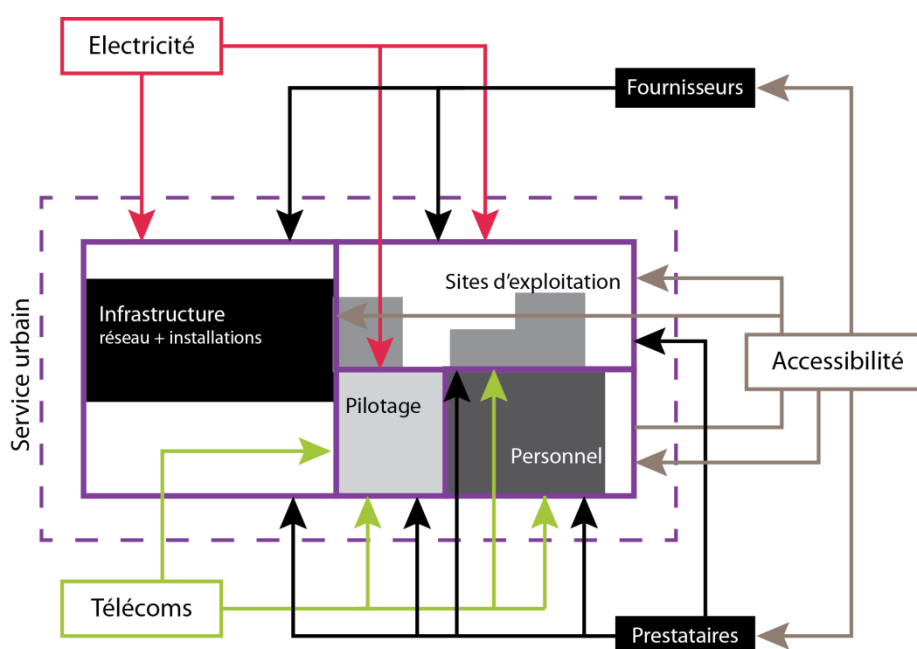 Electricité
Fournisseurs
Sites d'exploitation
Infrastructure
réseau + installations
Service urbain
Accessibilité
Pilotage
Personnel
Télécoms
Prestataires